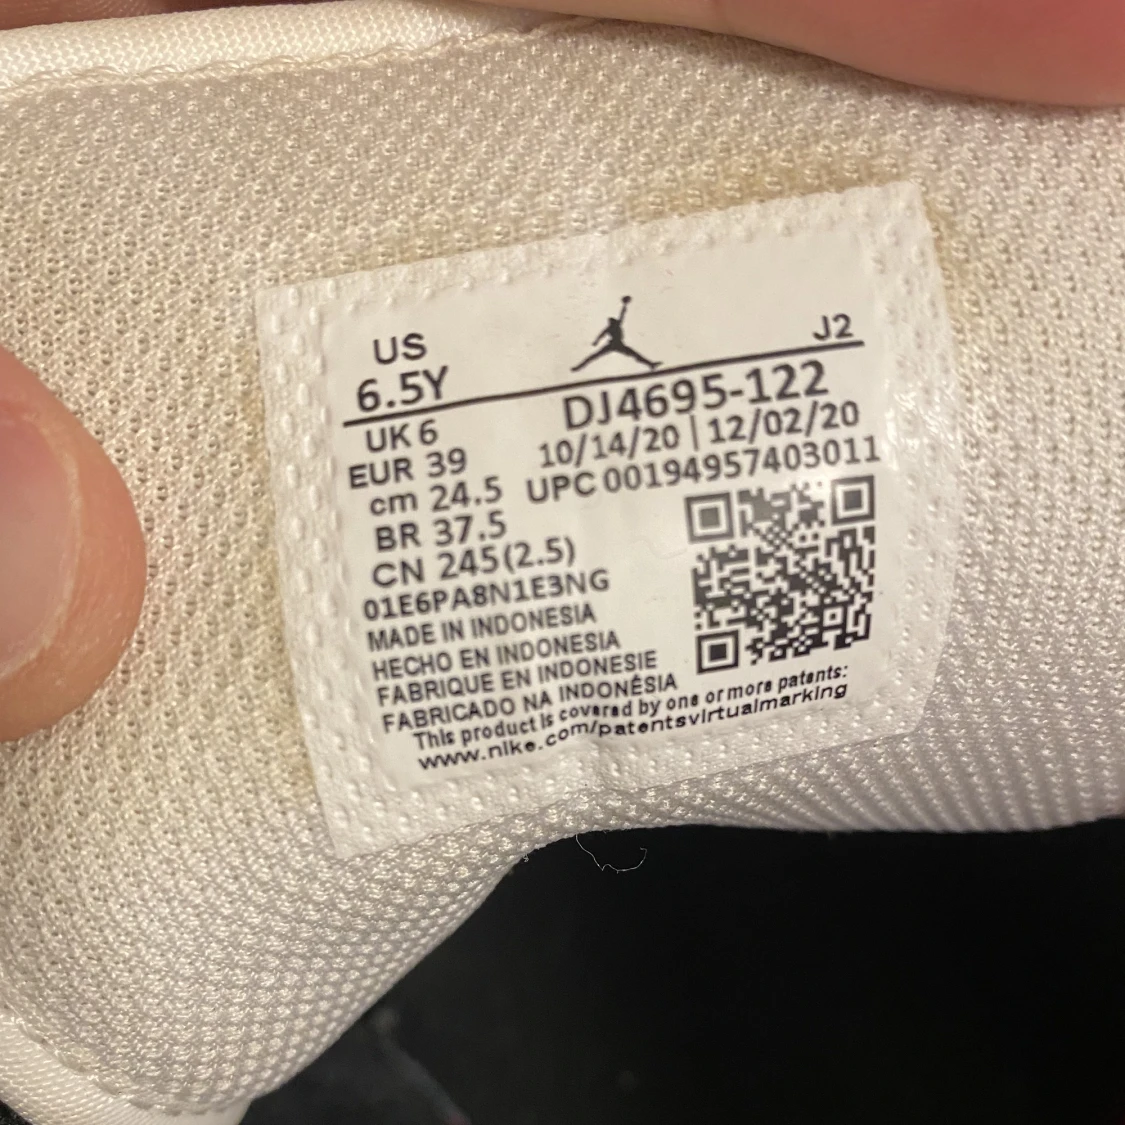 US J2
6.5Y DJ4695-122
UK 6 10/14/20 | 12/02/20
EUR 39 UPC 00194957403011
cm 24.5
BR 37.5
CN 245(2.5)
01E6PA8N1E3NG
MADE IN INDONESIA
HECHO EN INDONESIA
FABRIQUE EN INDONESIE
FABRICADO NA INDONÉSIA
This product is covered by one or more patents:
www.nike.com/patentsvirtualmarking